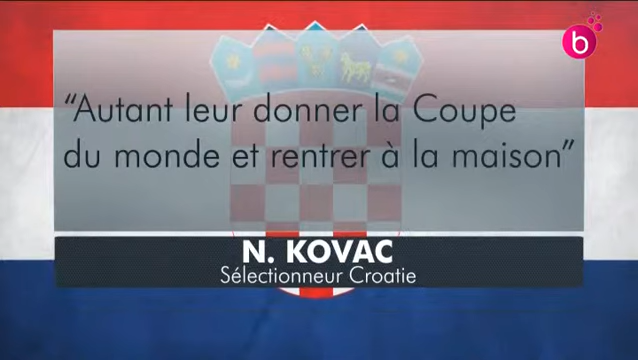 b
“Autant leur donner la Coupe
du monde et rentrer à la maison”
N. KOVAC
Sélectionneur Croatie